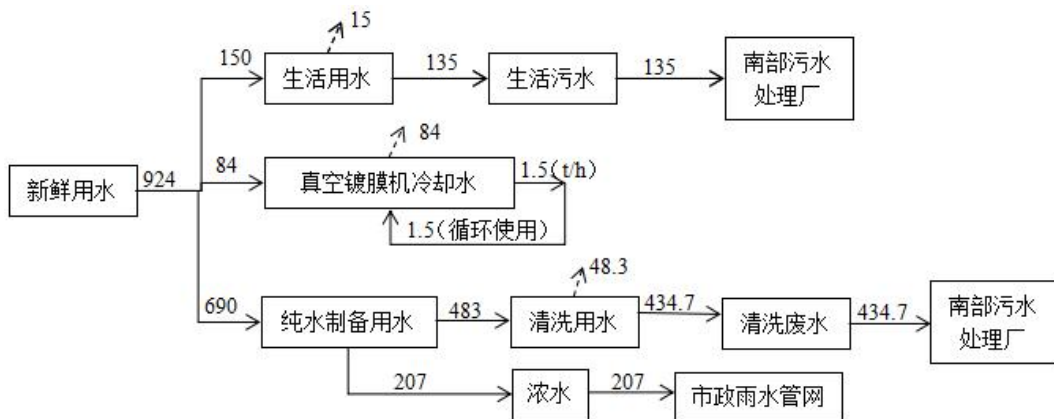 15
150
生活用水
135
生活污水
135
南部污水
处理厂
84
新鲜用水
924
84
真空镀膜机冷却水
1.5（t/h）
1.5（循环使用）
48.3
690
纯水制备用水
483
清洗用水
434.7
清洗废水
434.7
南部污水
处理厂
207
浓水
207
市政雨水管网